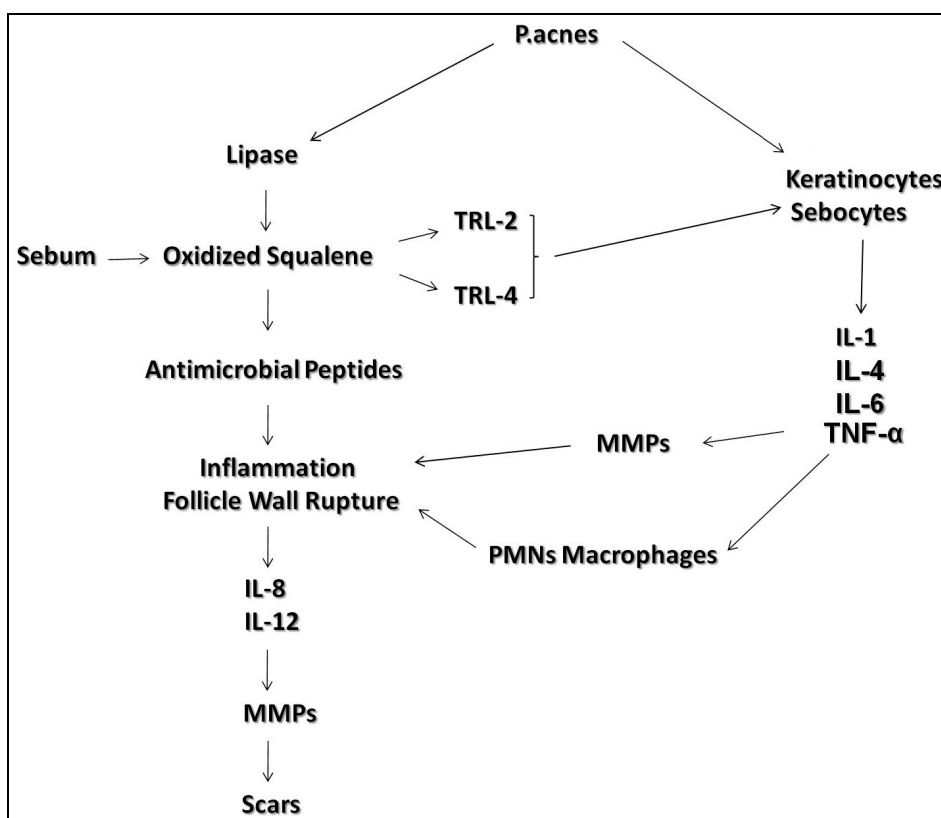 P.acnes
Lipase
Keratinocytes
Sebocytes
TRL-2
Sebum
Oxidized Squalene
TRL-4
IL-1
IL-4
IL-6
TNF-α
Antimicrobial Peptides
MMPs
Inflammation
Follicle Wall Rupture
PMNs Macrophages
IL-8
IL-12
MMPs
Scars